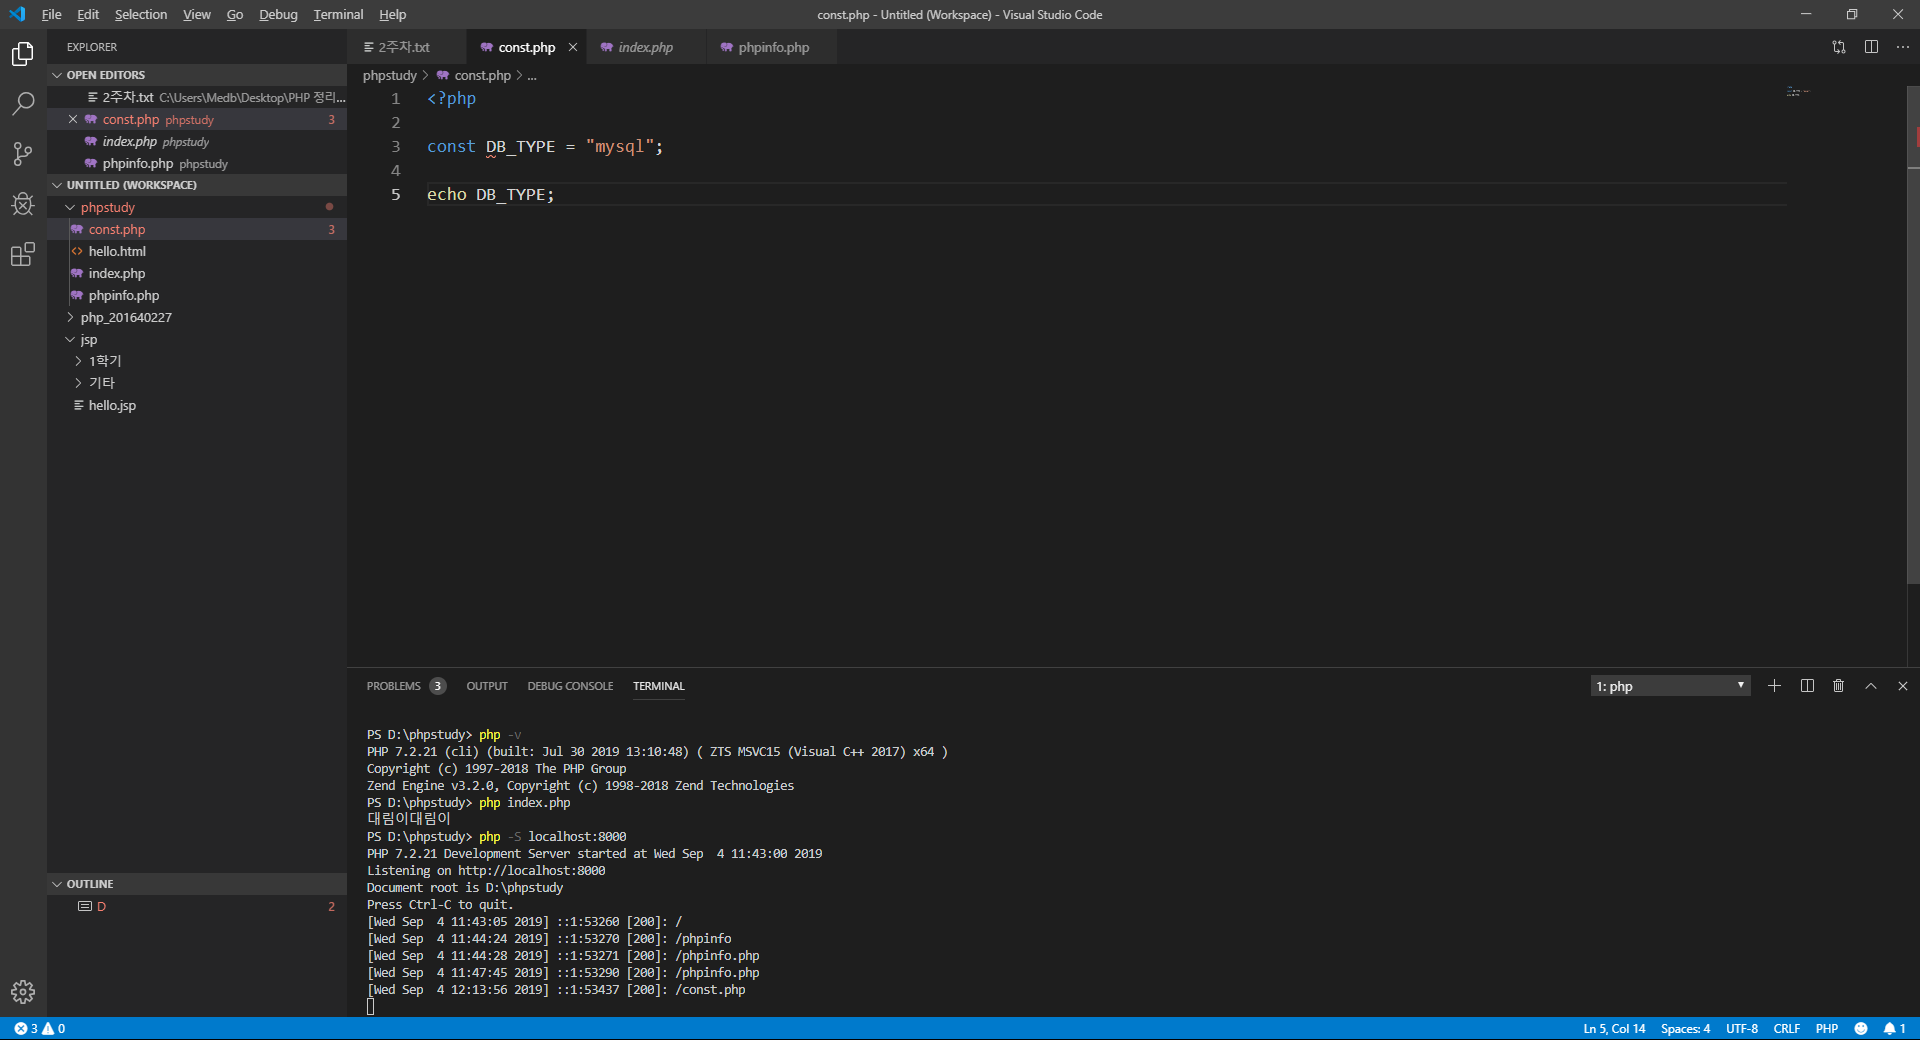 File Edit Selection View Go Debug Terminal Help
const.php - Untitled (Workspace) - Visual Studio Code
EXPLORER
OPEN EDITORS
2주차.txt C:\Users\Medb\Desktop\PHP 정리...
const.php phpstudy 3
index.php phpstudy
phpinfo.php phpstudy
UNTITLED (WORKSPACE)
phpstudy
const.php 3
hello.html
index.php
phpinfo.php
php_201640227
jsp
1학기
기타
hello.jsp
OUTLINE
D 2
2주차.txt const.php index.php phpinfo.php
phpstudy > const.php > ...
1 <?php
2
3 const DB_TYPE = "mysql";
4
5 echo DB_TYPE;
PROBLEMS 3 OUTPUT DEBUG CONSOLE TERMINAL
1: php
PS D:\phpstudy> php -v
PHP 7.2.21 (cli) (built: Jul 30 2019 13:10:48) ( ZTS MSVC15 (Visual C++ 2017) x64 )
Copyright (c) 1997-2018 The PHP Group
Zend Engine v3.2.0, Copyright (c) 1998-2018 Zend Technologies
PS D:\phpstudy> php index.php
대림이대림이
PS D:\phpstudy> php -S localhost:8000
PHP 7.2.21 Development Server started at Wed Sep  4 11:43:00 2019
Listening on http://localhost:8000
Document root is D:\phpstudy
Press Ctrl-C to quit.
[Wed Sep  4 11:43:05 2019] ::1:53260 [200]: /
[Wed Sep  4 11:44:24 2019] ::1:53270 [200]: /phpinfo
[Wed Sep  4 11:44:28 2019] ::1:53271 [200]: /phpinfo.php
[Wed Sep  4 11:47:45 2019] ::1:53290 [200]: /phpinfo.php
[Wed Sep  4 12:13:56 2019] ::1:53437 [200]: /const.php
3 0
Ln 5, Col 14 Spaces: 4 UTF-8 CRLF PHP 1